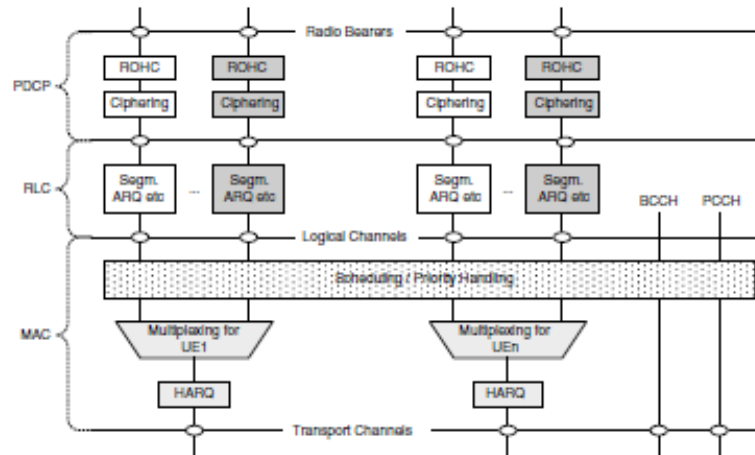 Radio Bearers
PDCP
ROHC
ROHC
ROHC
ROHC
Ciphering
Ciphering
Ciphering
Ciphering
RLC
Segm.
ARQ etc
...
Segm.
ARQ etc
Segm.
ARQ etc
...
Segm.
ARQ etc
BCCH
PCCH
Logical Channels
Scheduling / Priority Handling
MAC
Multiplexing for
UE1
Multiplexing for
UEn
HARQ
HARQ
Transport Channels